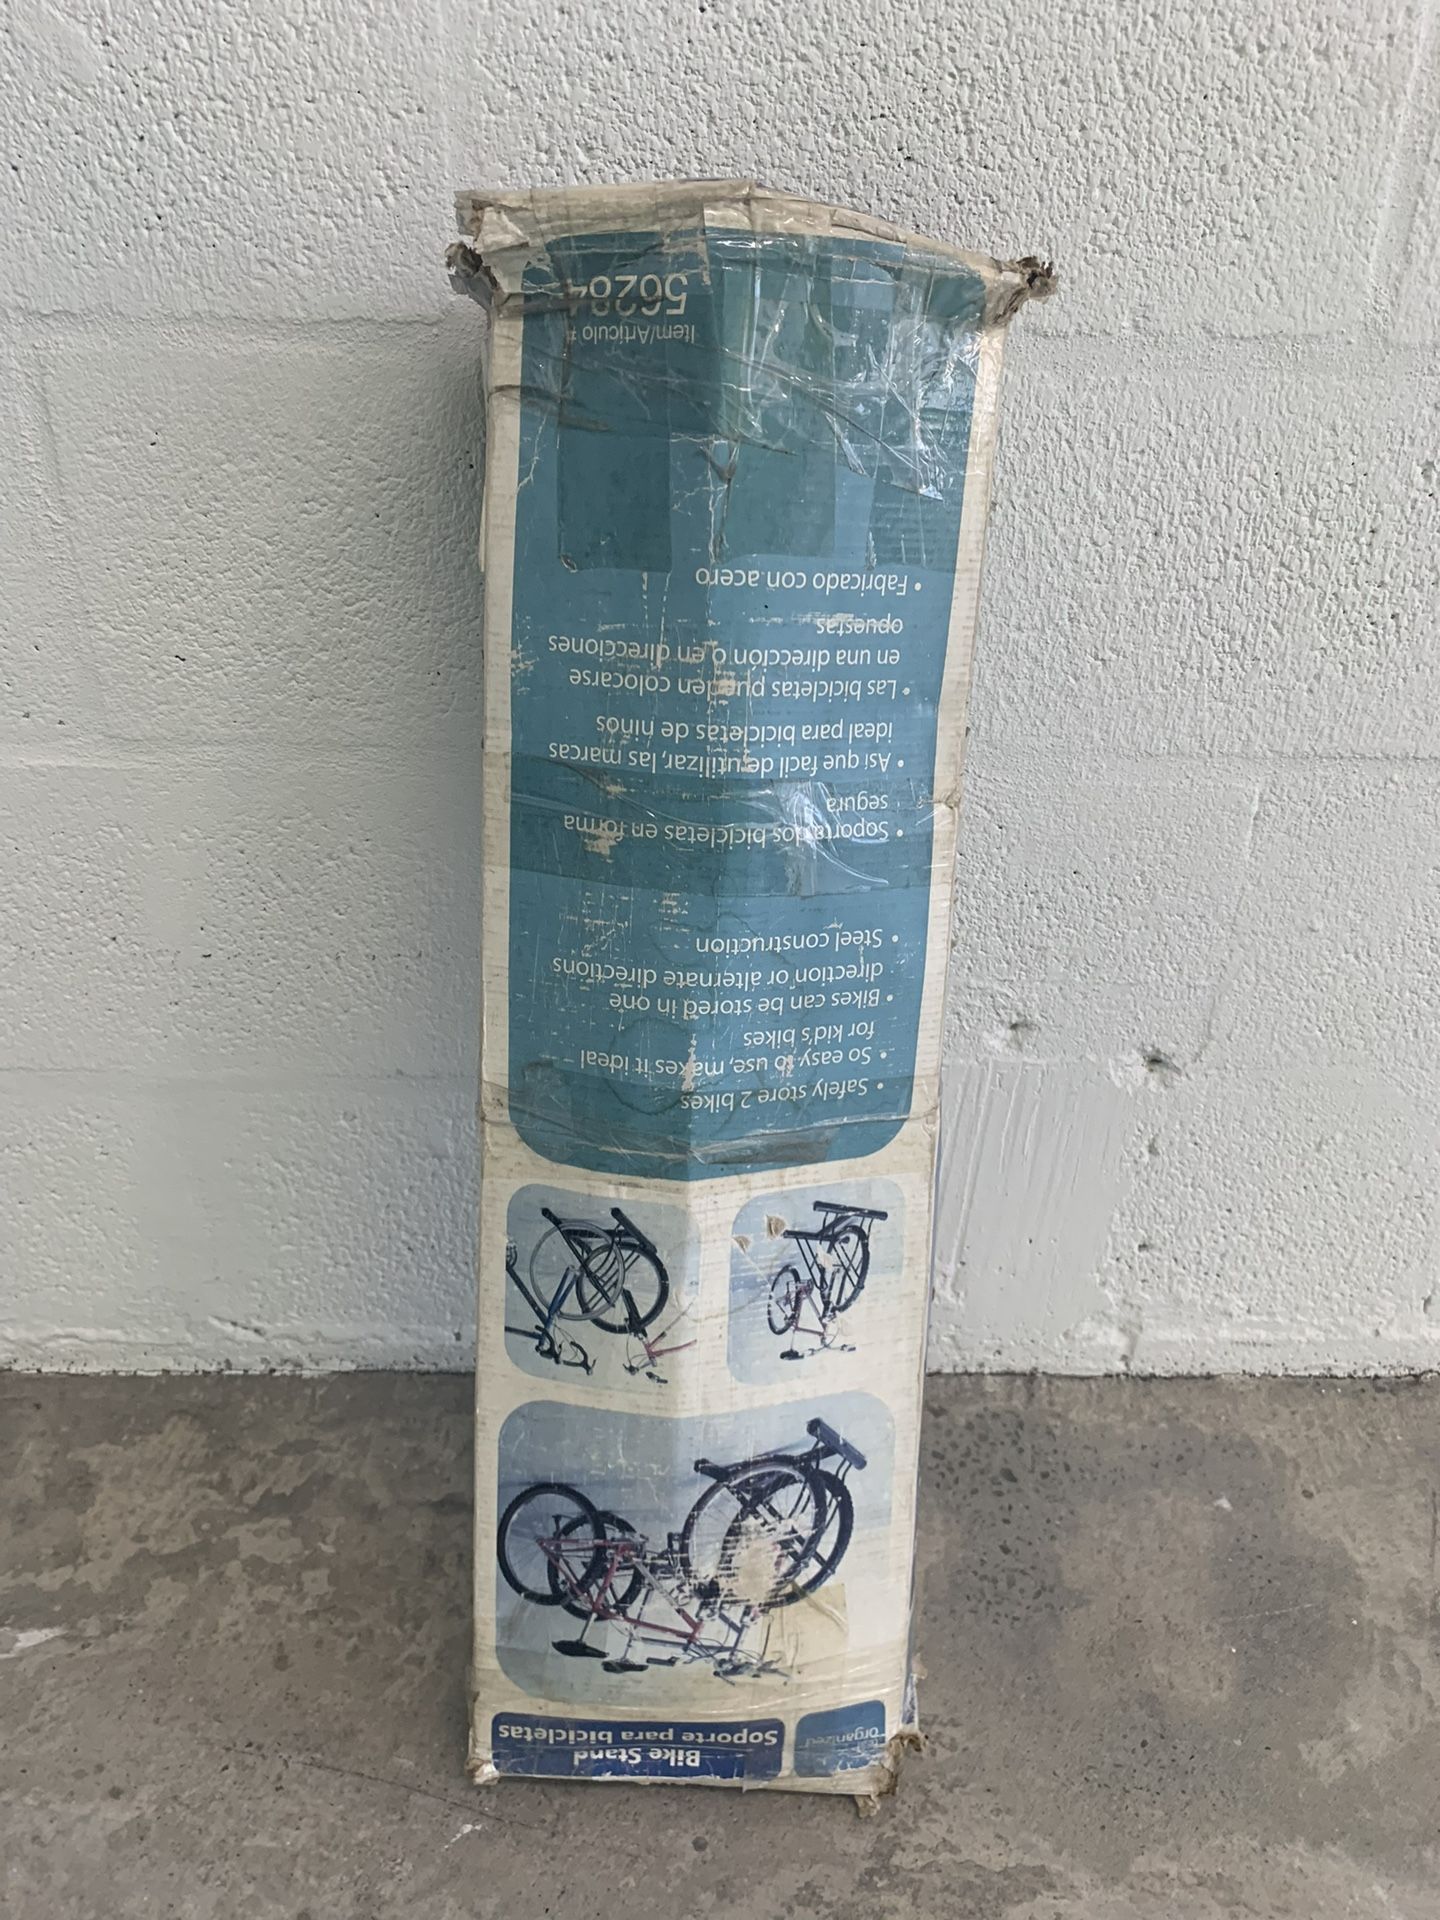 organized
Bike Stand
Soporte para bicicletas
• Safely store 2 bikes
• So easy to use, makes it ideal
for kid's bikes
• Bikes can be stored in one
direction or alternate directions
• Steel construction
• Soporta dos bicicletas en forma
segura
• Asi que facil de utilizar, las marcas
ideal para bicicletas de niños
• Las bicicletas pueden colocarse
en una dirección o en direcciones
opuestas
• Fabricado con acero
Item/Artículo #
56284